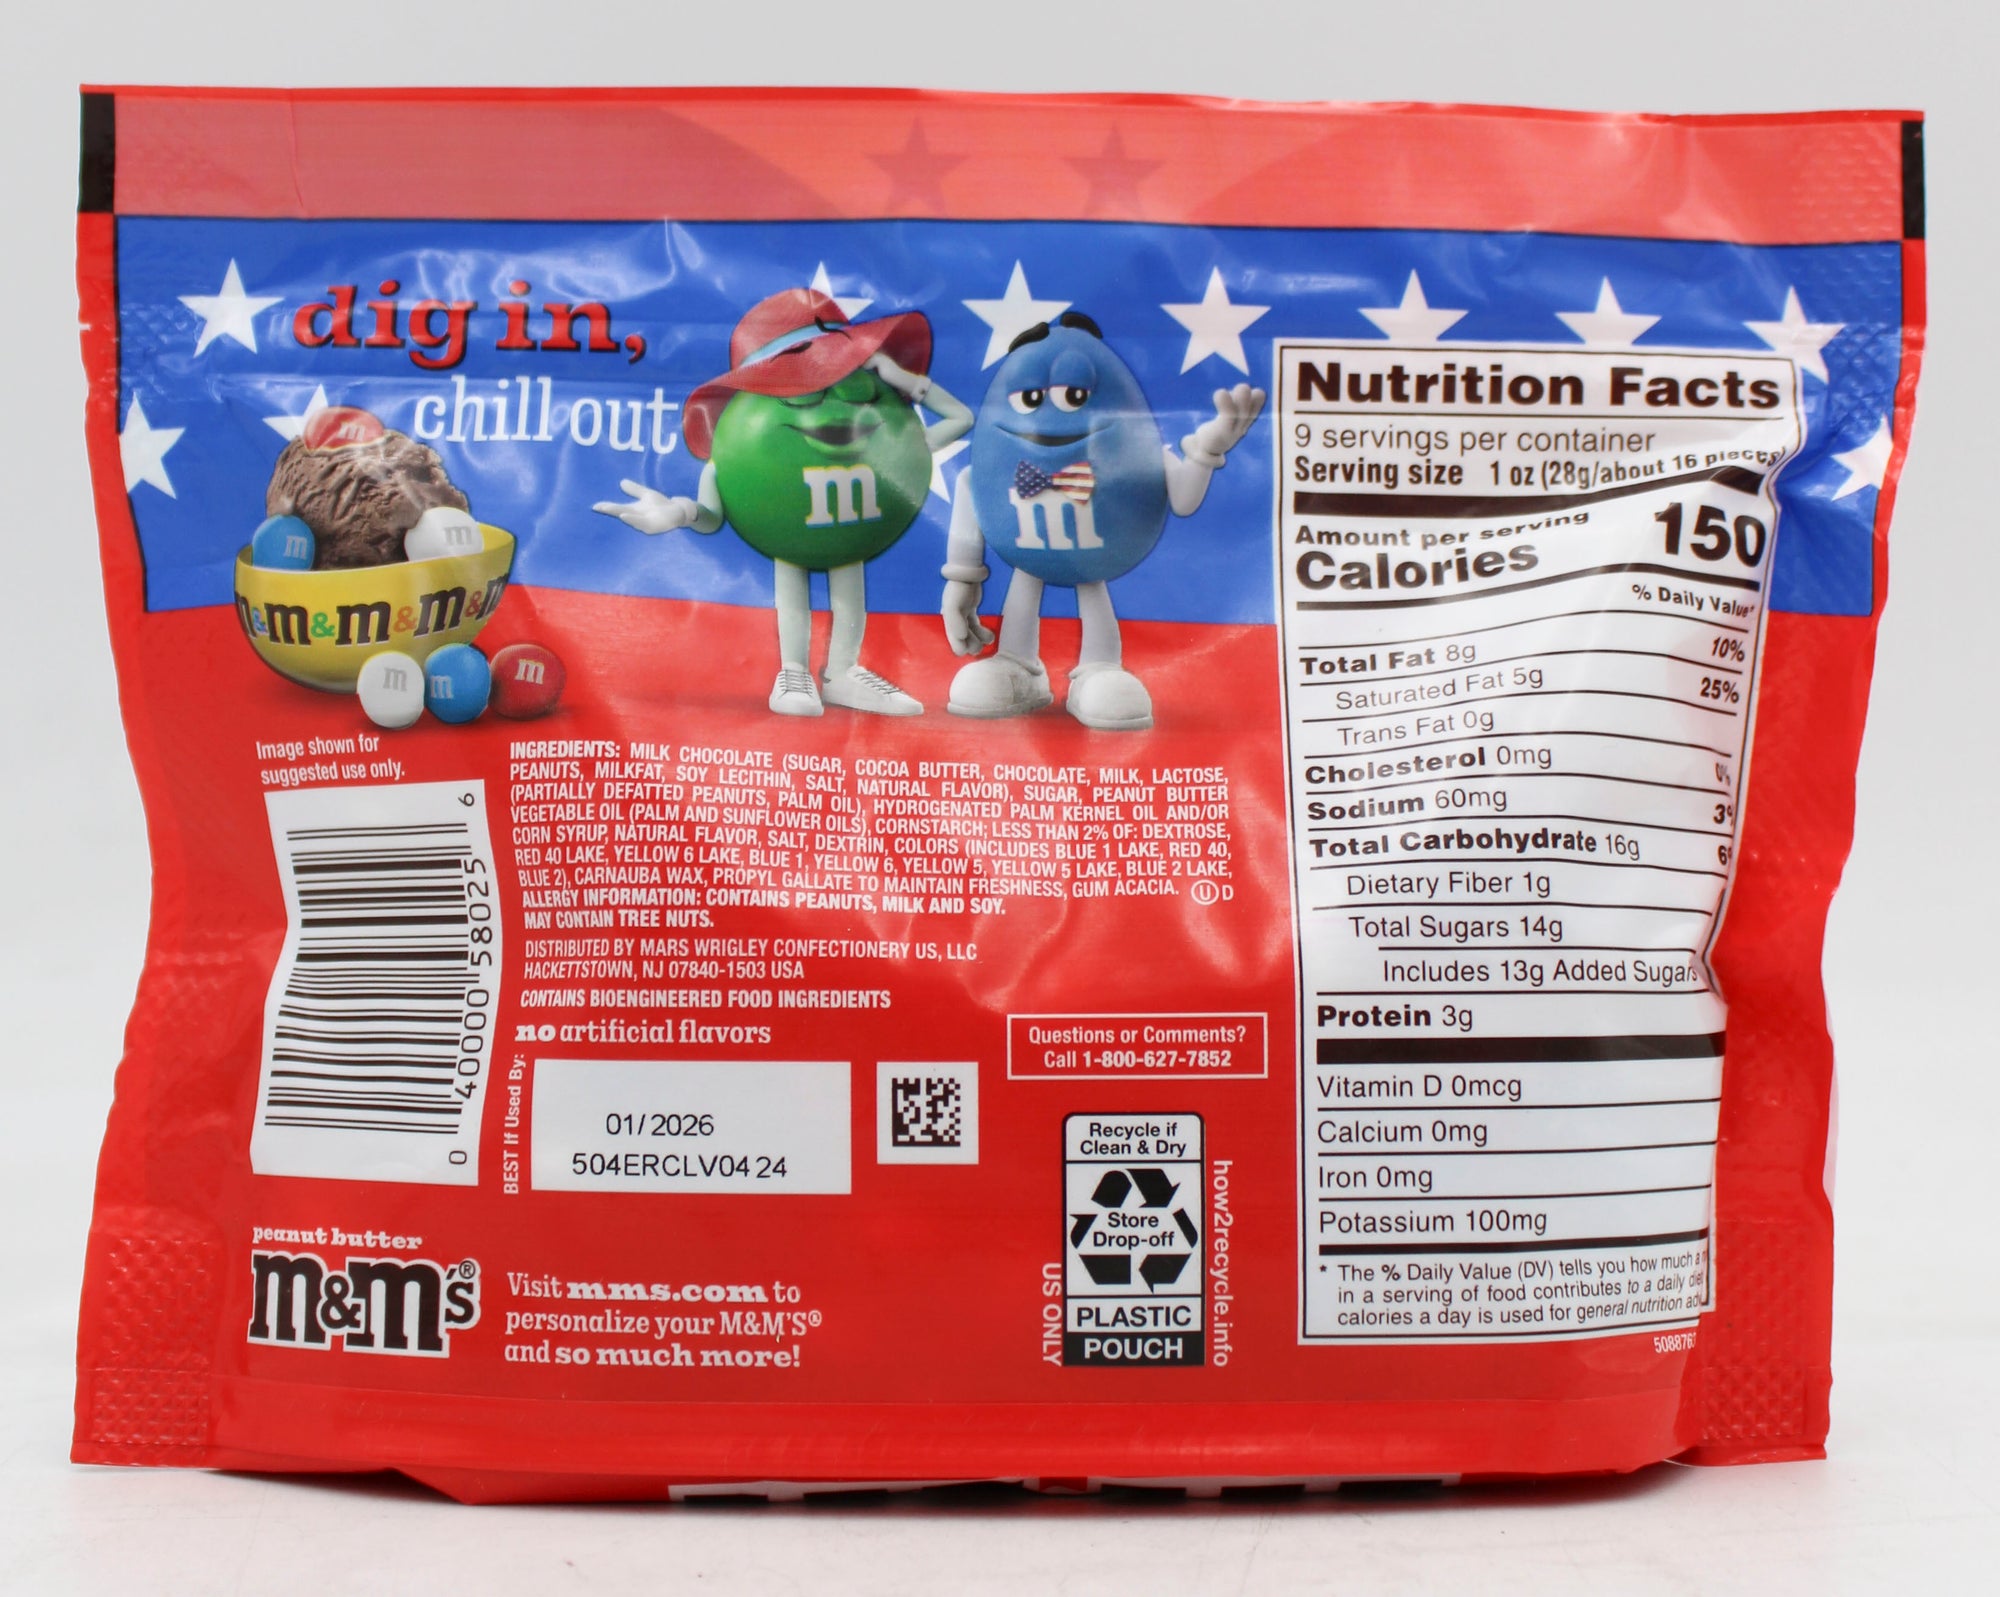 dig in,
chill out
m
m
m
m
m
m&m&m&m
m
m
m
Image shown for
suggested use only.
0 40000 58025 6
INGREDIENTS: MILK CHOCOLATE (SUGAR, COCOA BUTTER, CHOCOLATE, MILK, LACTOSE,
PEANUTS, MILKFAT, SOY LECITHIN, SALT, NATURAL FLAVOR), SUGAR, PEANUT BUTTER
(PARTIALLY DEFATTED PEANUTS, PALM OIL), HYDROGENATED PALM KERNEL OIL AND/OR
VEGETABLE OIL (PALM AND SUNFLOWER OILS), CORNSTARCH; LESS THAN 2% OF: DEXTROSE,
CORN SYRUP, NATURAL FLAVOR, SALT, DEXTRIN, COLORS (INCLUDES BLUE 1 LAKE, RED 40,
RED 40 LAKE, YELLOW 6 LAKE, BLUE 1, YELLOW 6, YELLOW 5, YELLOW 5 LAKE, BLUE 2 LAKE,
BLUE 2), CARNAUBA WAX, PROPYL GALLATE TO MAINTAIN FRESHNESS, GUM ACACIA. Ⓤ D
ALLERGY INFORMATION: CONTAINS PEANUTS, MILK AND SOY.
MAY CONTAIN TREE NUTS.
DISTRIBUTED BY MARS WRIGLEY CONFECTIONERY US, LLC
HACKETTSTOWN, NJ 07840-1503 USA
CONTAINS BIOENGINEERED FOOD INGREDIENTS
no artificial flavors
BEST If Used By:
01/2026
504ERCLV04 24
Questions or Comments?
Call 1-800-627-7852
Recycle if
Clean & Dry
Store
Drop-off
PLASTIC
POUCH
US ONLY
how2recycle.info
peanut butter
m&m's®
Visit mms.com to
personalize your M&M'S®
and so much more!
Nutrition Facts
9 servings per container
Serving size 1 oz (28g/about 16 pieces)
Amount per serving
Calories 150
% Daily Value*
Total Fat 8g 10%
Saturated Fat 5g 25%
Trans Fat 0g
Cholesterol 0mg 0%
Sodium 60mg 3%
Total Carbohydrate 16g 6%
Dietary Fiber 1g
Total Sugars 14g
Includes 13g Added Sugars
Protein 3g
Vitamin D 0mcg
Calcium 0mg
Iron 0mg
Potassium 100mg
* The % Daily Value (DV) tells you how much a
in a serving of food contributes to a daily diet
calories a day is used for general nutrition